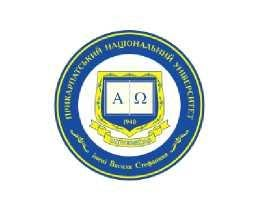 ПРИКАРПАТСЬКИЙ НАЦІОНАЛЬНИЙ УНІВЕРСИТЕТ
Α Ω
1940
імені Василя Стефаника